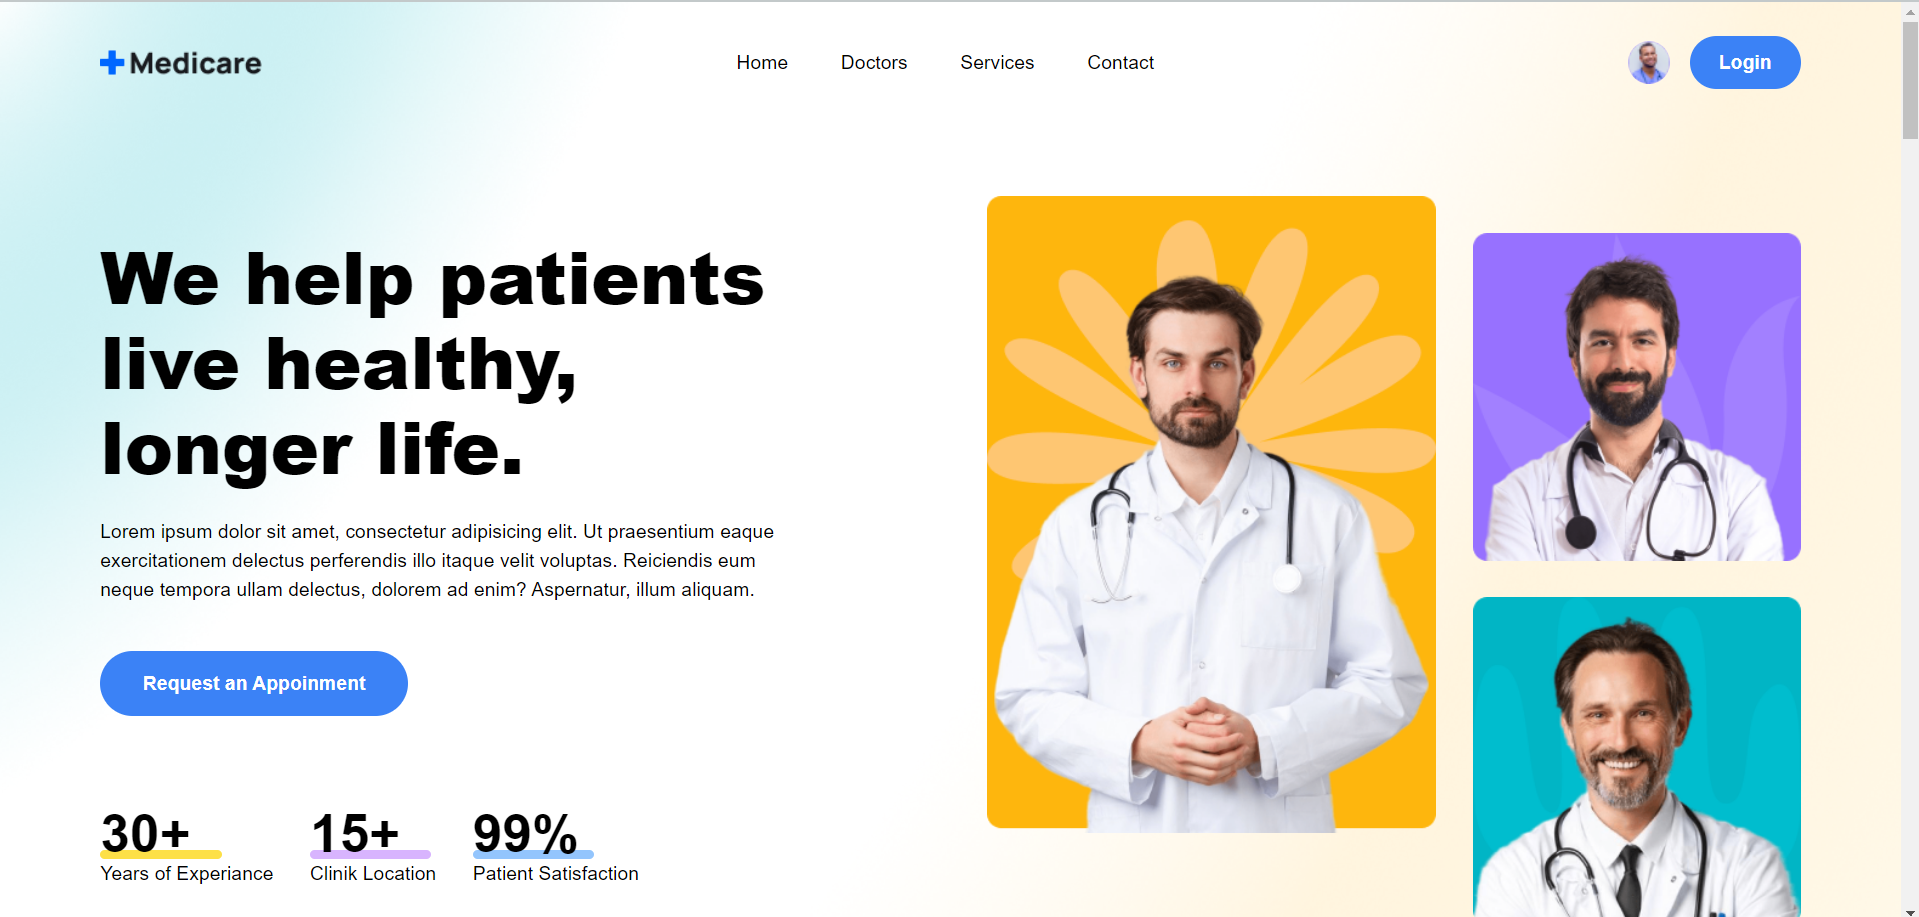 Medicare
Home
Doctors
Services
Contact
Login
We help patients
live healthy,
longer life.
Lorem ipsum dolor sit amet, consectetur adipisicing elit. Ut praesentium eaque
exercitationem delectus perferendis illo itaque velit voluptas. Reiciendis eum
neque tempora ullam delectus, dolorem ad enim? Aspernatur, illum aliquam.
Request an Appoinment
30+
Years of Experiance
15+
Clinik Location
99%
Patient Satisfaction